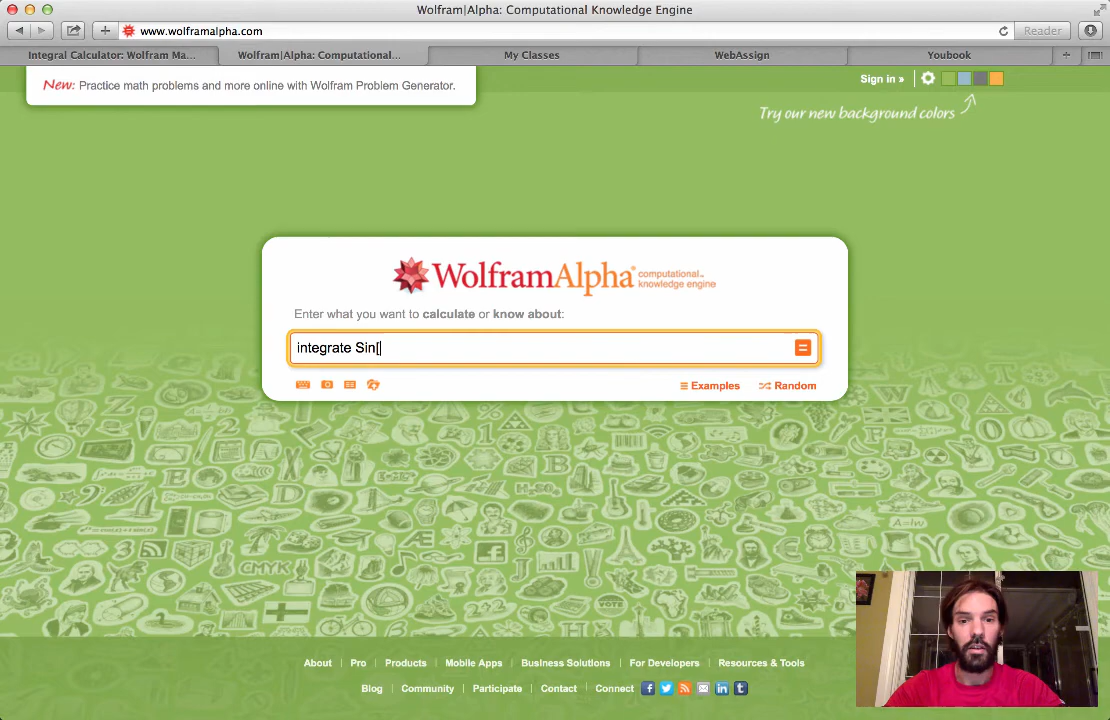 Wolfram|Alpha: Computational Knowledge Engine
www.wolframalpha.com
Reader
Integral Calculator: Wolfram Ma...
Wolfram|Alpha: Computational...
My Classes
WebAssign
Youbook
New: Practice math problems and more online with Wolfram Problem Generator.
Sign in »
Try our new background colors
WolframAlpha computational knowledge engine
Enter what you want to calculate or know about:
integrate Sin[
Examples
Random
About
Pro
Products
Mobile Apps
Business Solutions
For Developers
Resources & Tools
Blog
Community
Participate
Contact
Connect